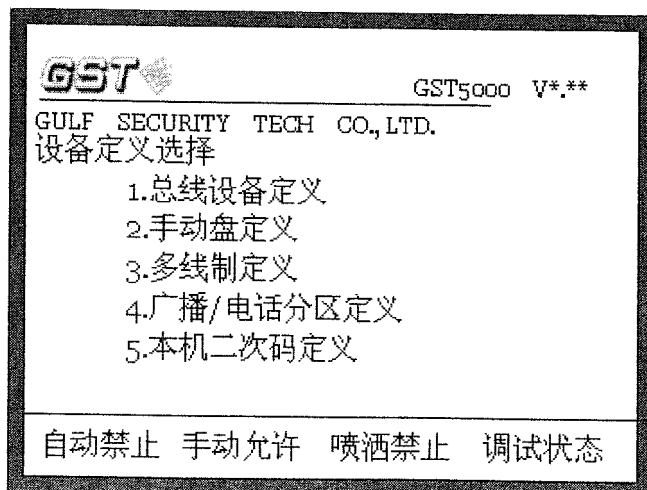 GST
GST5000 V*.**
GULF SECURITY TECH CO.,LTD.
设备定义选择
1.总线设备定义
2.手动盘定义
3.多线制定义
4.广播/电话分区定义
5.本机二次码定义
自动禁止 手动允许 喷洒禁止 调试状态